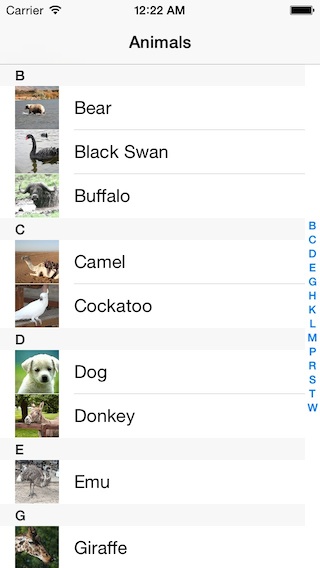 Carrier 12:22 AM
Animals
B
Bear
Black Swan
Buffalo
C
Camel
Cockatoo
D
Dog
Donkey
E
Emu
G
Giraffe
B
C
D
E
G
H
K
L
M
P
R
S
T
W